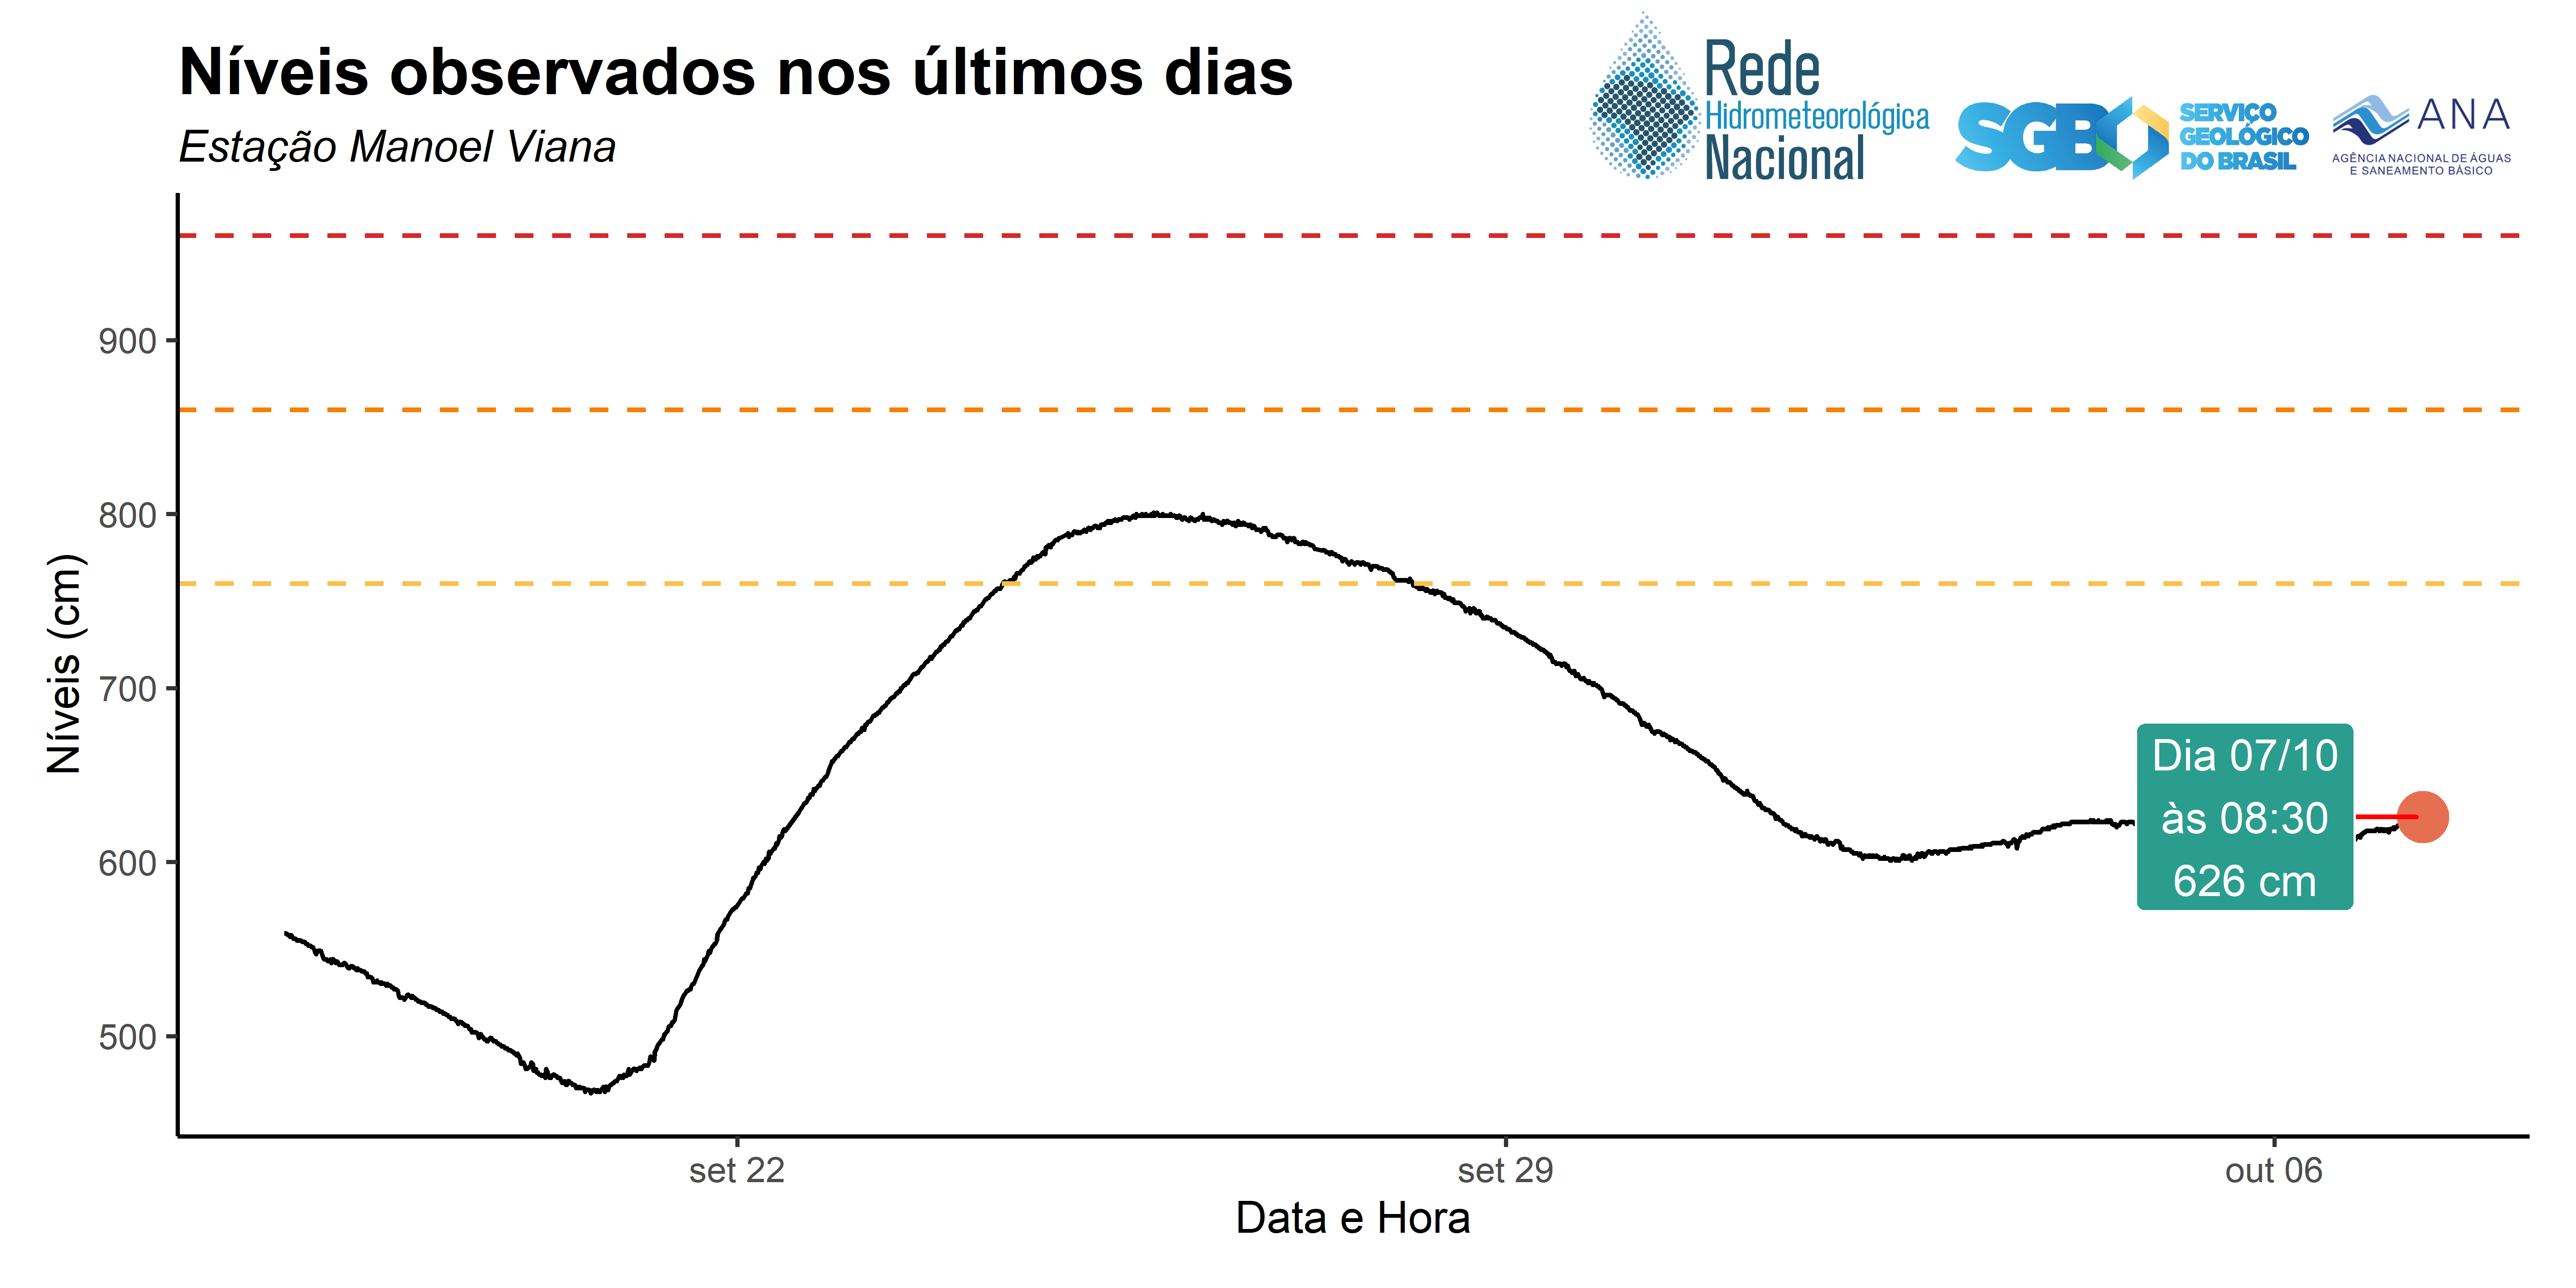 Níveis observados nos últimos dias
Estação Manoel Viana
Rede
Hidrometeorológica
Nacional
SGB
SERVIÇO
GEOLÓGICO
DO BRASIL
ANA
AGÊNCIA NACIONAL DE ÁGUAS
E SANEAMENTO BÁSICO
Níveis (cm)
900
800
700
600
500
Dia 07/10
às 08:30
626 cm
set 22
set 29
out 06
Data e Hora